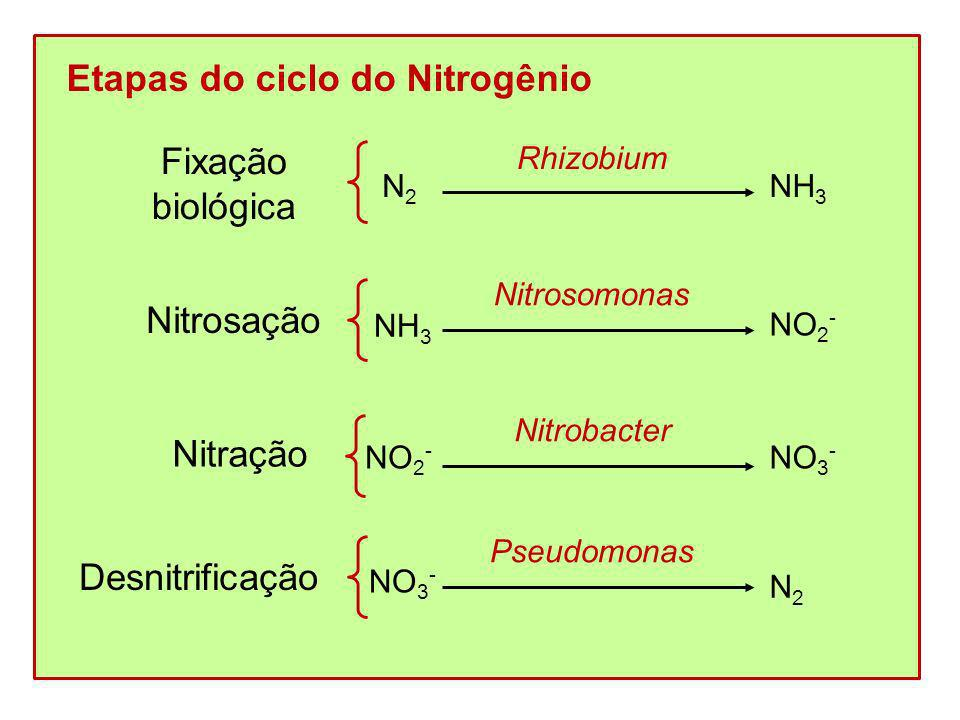 Etapas do ciclo do Nitrogênio
Fixação
biológica
N₂
Rhizobium
NH₃
Nitrosação
NH₃
Nitrosomonas
NO₂⁻
Nitração
NO₂⁻
Nitrobacter
NO₃⁻
Desnitrificação
NO₃⁻
Pseudomonas
N₂